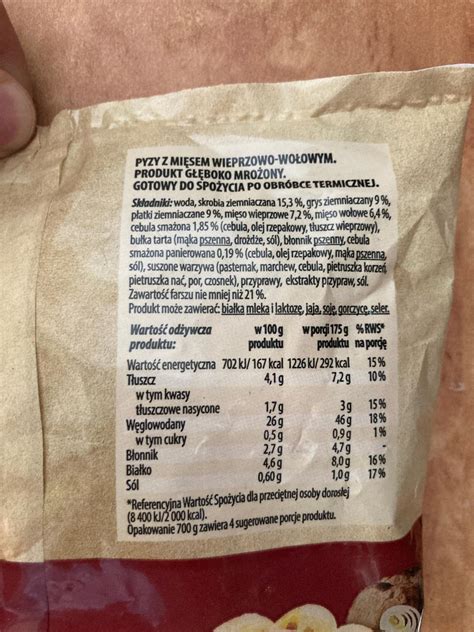 PYZY Z MIĘSEM WIEPRZOWO-WOŁOWYM.
PRODUKT GŁĘBOKO MROŻONY.
GOTOWY DO SPOŻYCIA PO OBRÓBCE TERMICZNEJ.
Składniki: woda, skrobia ziemniaczana 15,3 %, grys ziemniaczany 9 %,
płatki ziemniaczane 9 %, mięso wieprzowe 7,2 %, mięso wołowe 6,4 %,
cebula smażona 1,85 % (cebula, olej rzepakowy, tłuszcz wieprzowy),
bułka tarta (mąka pszenna, drożdże, sól), błonnik pszenny, cebula
smażona panierowana 0,19 % (cebula, olej rzepakowy, mąka pszenna,
sól), suszone warzywa (pasternak, marchew, cebula, pietruszka korzeń,
pietruszka nać, por, czosnek), przyprawy, ekstrakty przypraw, sól.
Zawartość farszu nie mniej niż 21 %.
Produkt może zawierać: białka mleka i laktozę, jaja, soję, gorczycę, seler.
Wartość odżywcza w 100 g w porcji 175 g % RWS*
produktu: produktu produktu na porcję
Wartość energetyczna 702 kJ/ 167 kcal 1226 kJ/ 292 kcal 15 %
Tłuszcz 4,1 g 7,2 g 10 %
w tym kwasy
tłuszczowe nasycone 1,7 g 3 g 15 %
Węglowodany 26 g 46 g 18 %
w tym cukry 0,5 g 0,9 g 1 %
Błonnik 2,7 g 4,7 g -
Białko 4,6 g 8,0 g 16 %
Sól 0,60 g 1,0 g 17 %
*Referencyjna Wartość Spożycia dla przeciętnej osoby dorosłej
(8 400 kJ/2 000 kcal).
Opakowanie 700 g zawiera 4 sugerowane porcje produktu.